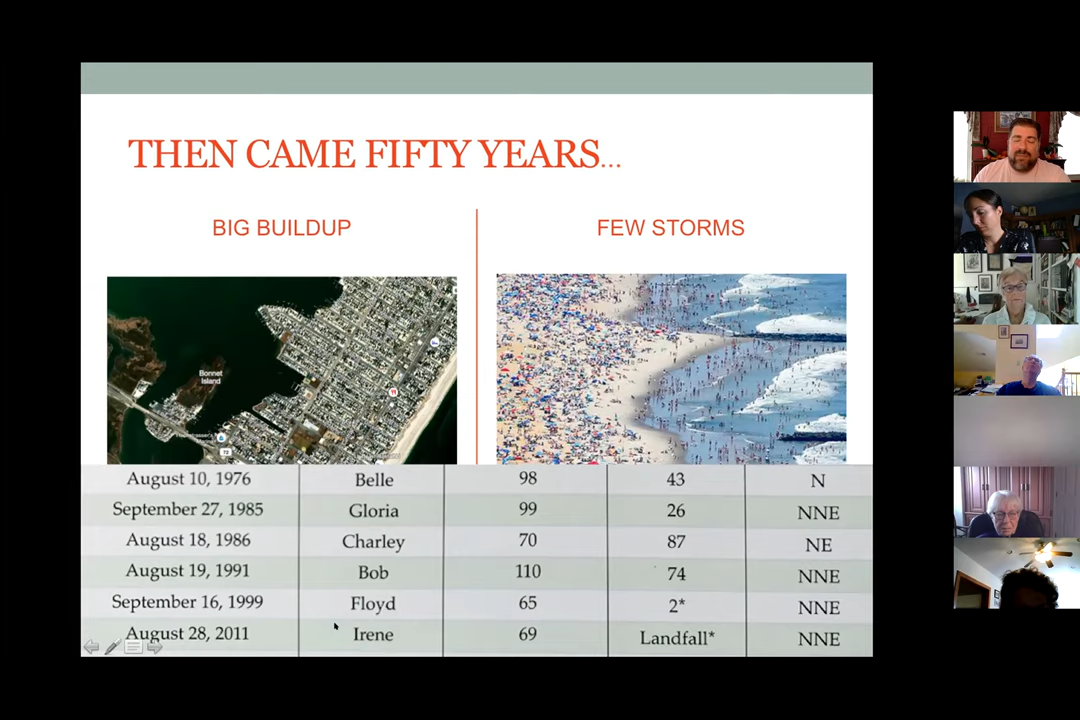 THEN CAME FIFTY YEARS...
BIG BUILDUP
FEW STORMS
Bonnet
Island
72
August 10, 1976 Belle 98 43 N
September 27, 1985 Gloria 99 26 NNE
August 18, 1986 Charley 70 87 NE
August 19, 1991 Bob 110 74 NNE
September 16, 1999 Floyd 65 2* NNE
August 28, 2011 Irene 69 Landfall* NNE